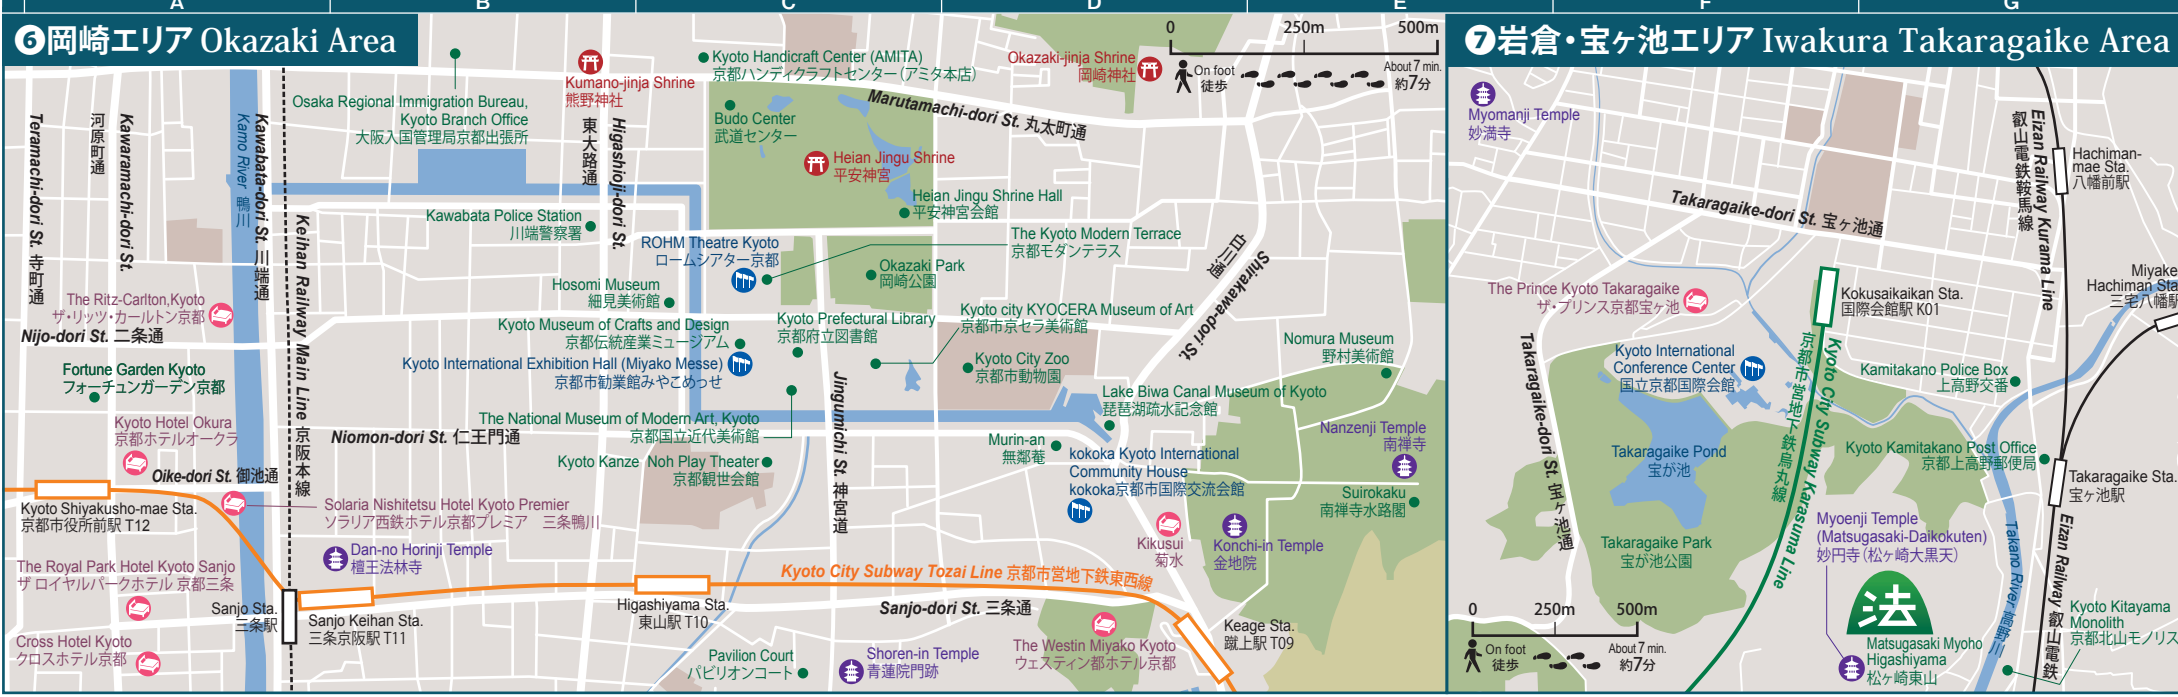 A
B
C
D
E
F
G
❻岡崎エリア Okazaki Area
Kyoto Handicraft Center (AMITA)
京都ハンディクラフトセンター（アミタ本店）
Okazaki-jinja Shrine
岡崎神社
0 250m 500m
On foot
徒歩
About 7 min.
約7分
Kumano-jinja Shrine
熊野神社
Osaka Regional Immigration Bureau,
Kyoto Branch Office
大阪入国管理局京都出張所
Budo Center
武道センター
Marutamachi-dori St. 丸太町通
Teramachi-dori St. 寺町通
河原町通
Kawaramachi-dori St.
Kamo River 鴨川
Kawabata-dori St. 川端通
Keihan Railway Main Line 京阪本線
東大路通
Higashioji-dori St.
Heian Jingu Shrine
平安神宮
Heian Jingu Shrine Hall
平安神宮会館
Kawabata Police Station
川端警察署
ROHM Theatre Kyoto
ロームシアター京都
The Kyoto Modern Terrace
京都モダンテラス
白川通
Shirakawa-dori St.
Okazaki Park
岡崎公園
Hosomi Museum
細見美術館
The Ritz-Carlton,Kyoto
ザ・リッツ・カールトン京都
Nijo-dori St. 二条通
Kyoto Museum of Crafts and Design
京都伝統産業ミュージアム
Kyoto Prefectural Library
京都府立図書館
Kyoto city KYOCERA Museum of Art
京都市京セラ美術館
Nomura Museum
野村美術館
Kyoto International Exhibition Hall (Miyako Messe)
京都市勧業館みやこめっせ
Kyoto City Zoo
京都市動物園
Fortune Garden Kyoto
フォーチュンガーデン京都
Lake Biwa Canal Museum of Kyoto
琵琶湖疏水記念館
The National Museum of Modern Art, Kyoto
京都国立近代美術館
Jingumichi St. 神宮道
Kyoto Hotel Okura
京都ホテルオークラ
Niomon-dori St. 仁王門通
Murin-an
無鄰菴
Nanzenji Temple
南禅寺
Kyoto Kanze Noh Play Theater
京都観世会館
kokoka Kyoto International
Community House
kokoka京都市国際交流会館
Oike-dori St. 御池通
Suirokaku
南禅寺水路閣
Kyoto Shiyakusho-mae Sta.
京都市役所前駅 T12
Solaria Nishitetsu Hotel Kyoto Premier
ソラリア西鉄ホテル京都プレミア 三条鴨川
Kikusui
菊水
Konchi-in Temple
金地院
Dan-no Horinji Temple
檀王法林寺
The Royal Park Hotel Kyoto Sanjo
ザ ロイヤルパークホテル 京都三条
Kyoto City Subway Tozai Line 京都市営地下鉄東西線
Sanjo Sta.
三条駅
Sanjo Keihan Sta.
三条京阪駅 T11
Higashiyama Sta.
東山駅 T10
Sanjo-dori St. 三条通
Keage Sta.
蹴上駅 T09
Cross Hotel Kyoto
クロスホテル京都
Pavilion Court
パビリオンコート
Shoren-in Temple
青蓮院門跡
The Westin Miyako Kyoto
ウェスティン都ホテル京都
❼岩倉・宝ヶ池エリア Iwakura Takaragaike Area
Myomanji Temple
妙満寺
叡山電鉄鞍馬線
Eizan Railway Kurama Line
Hachiman-
mae Sta.
八幡前駅
Takaragaike-dori St. 宝ヶ池通
The Prince Kyoto Takaragaike
ザ・プリンス京都宝ヶ池
Kokusaikaikan Sta.
国際会館駅 K01
Miyake
Hachiman Sta
三宅八幡駅
Takaragaike-dori St. 宝ヶ池通
Kyoto International
Conference Center
国立京都国際会館
京都市営地下鉄烏丸線
Kyoto City Subway Karasuma Line
Kamitakano Police Box
上高野交番
Takaragaike Pond
宝が池
Kyoto Kamitakano Post Office
京都上高野郵便局
Takaragaike Sta.
宝ヶ池駅
Takaragaike Park
宝が池公園
Myoenji Temple
(Matsugasaki-Daikokuten)
妙円寺（松ヶ崎大黒天）
法
Takano River 高野川
Eizan Railway 叡山電鉄
Kyoto Kitayama
Monolith
京都北山モノリス
Matsugasaki Myoho
Higashiyama
松ヶ崎東山
0 250m 500m
On foot
徒歩
About 7 min.
約7分